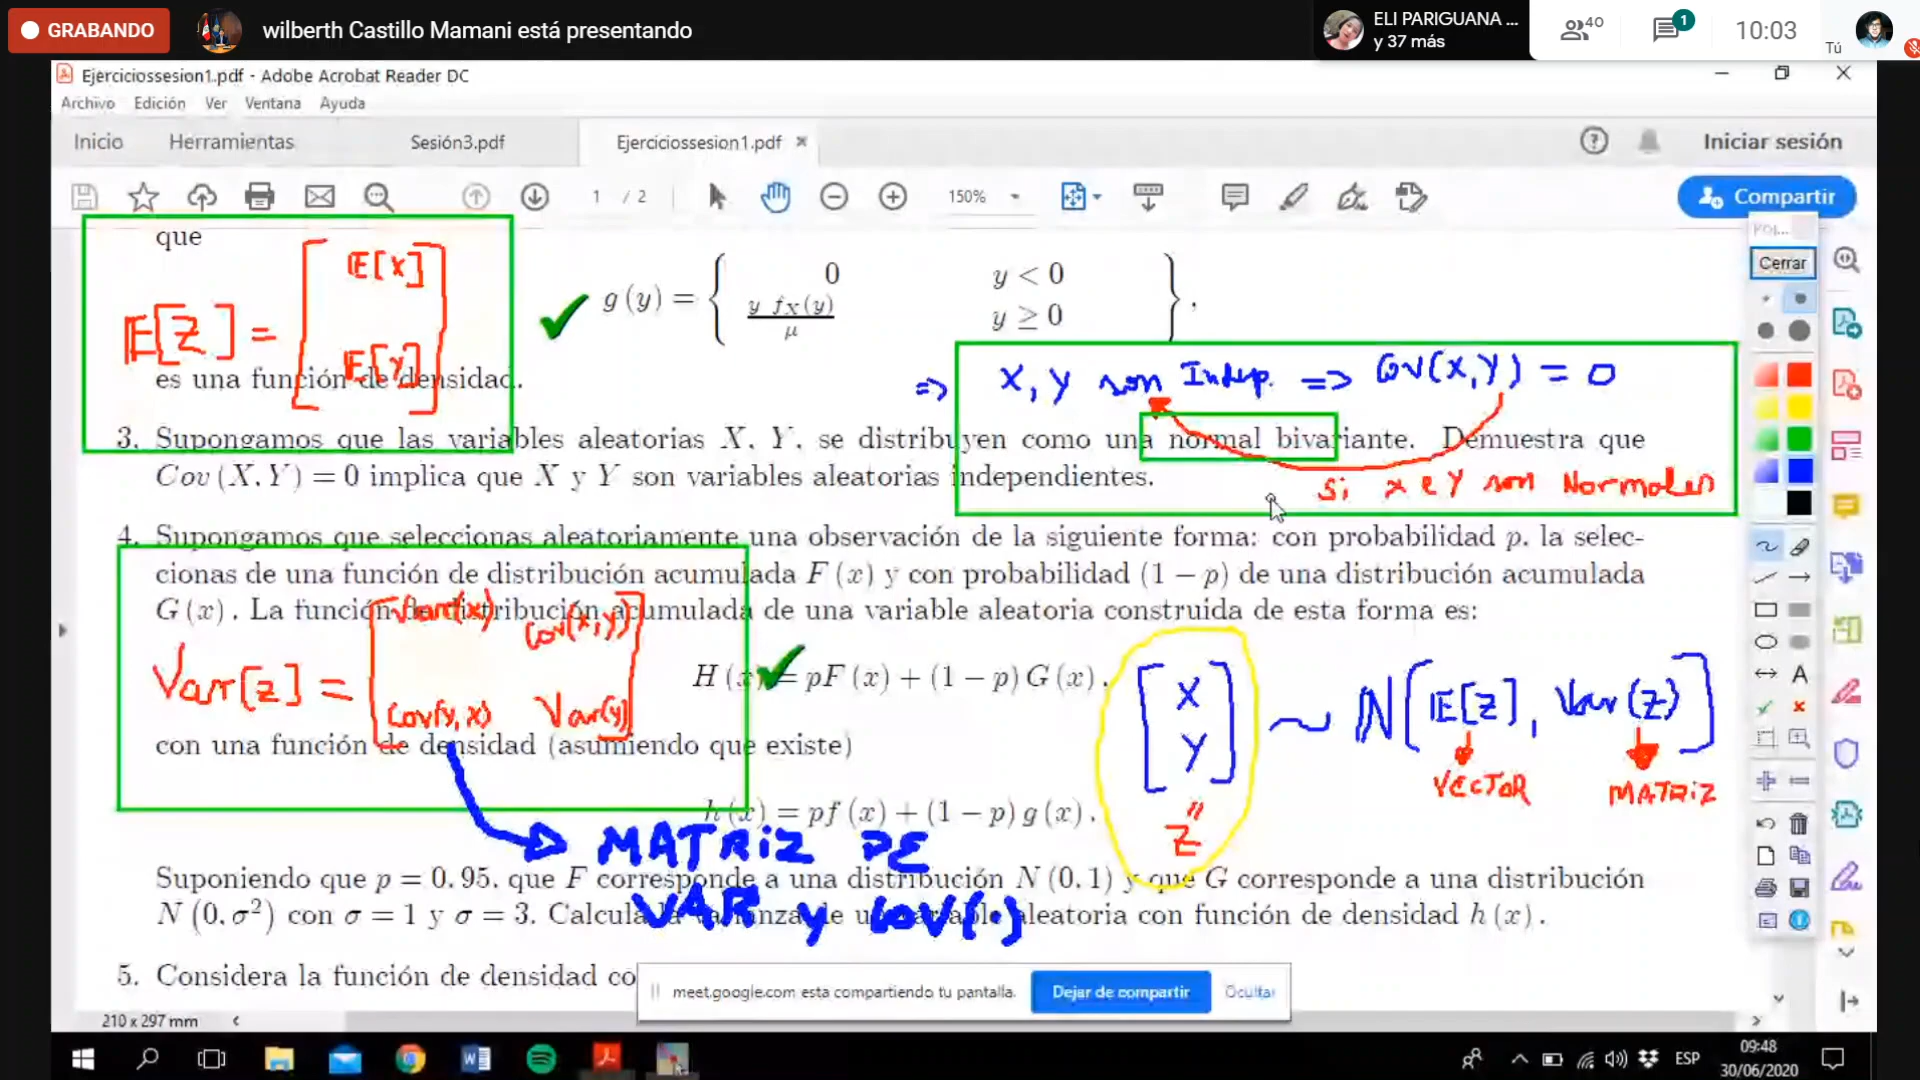 GRABANDO
wilberth Castillo Mamani está presentando
ELI PARIGUANA ...
y 37 más
40
1
10:03
Tú
Ejerciciossesion1.pdf - Adobe Acrobat Reader DC
Archivo Edición Ver Ventana Ayuda
Inicio Herramientas Sesión3.pdf Ejerciciossesion1.pdf × Iniciar sesión
1 / 2 150% Compartir
Cerrar
que
E[Z] = [ E[X] E[Y] ]
g (y) = { 0 y < 0
y fX(y) / μ y ≥ 0 } .
es una función de densidad.
=> X, Y son Indep. => Cov(X,Y) = 0
3. Supongamos que las variables aleatorias X, Y, se distribuyen como una normal bivariante. Demuestra que
Cov (X, Y) = 0 implica que X y Y son variables aleatorias independientes.
Si X e Y son Normales
4. Supongamos que seleccionas aleatoriamente una observación de la siguiente forma: con probabilidad p, la selec-
cionas de una función de distribución acumulada F (x) y con probabilidad (1 − p) de una distribución acumulada
G (x) . La función de distribución acumulada de una variable aleatoria construida de esta forma es:
Var[Z] = [ Var(X) Cov(X,Y)
Cov(Y,X) Var(Y) ]
H (x) = pF (x) + (1 − p) G (x) .
[ X Y ] ~ N[ E[Z], Var(Z) ]
" Z
VECTOR MATRIZ
con una función de densidad (asumiendo que existe)
h (x) = pf (x) + (1 − p) g (x) .
MATRIZ DE
VAR y COV(.)
Suponiendo que p = 0.95, que F corresponde a una distribución N (0, 1) y que G corresponde a una distribución
N (0, σ²) con σ = 1 y σ = 3. Calcula la varianza de una variable aleatoria con función de densidad h (x) .
5. Considera la función de densidad co
meet.google.com esta compartiendo tu pantalla. Dejar de compartir Ocultar
210 x 297 mm
ESP
09:48
30/06/2020